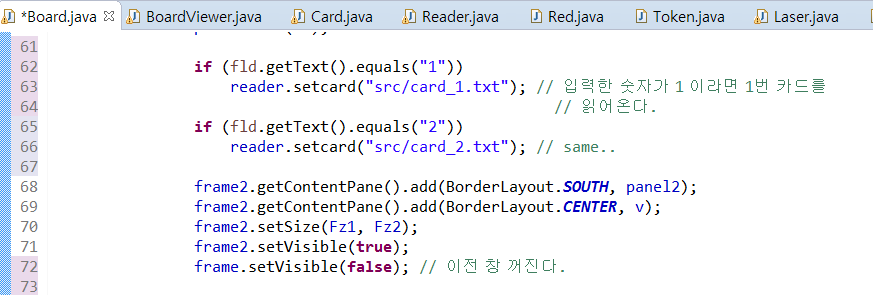 *Board.java BoardViewer.java Card.java Reader.java Red.java Token.java Laser.java
61
62 if (fld.getText().equals("1"))
63 reader.setcard("src/card_1.txt"); // 입력한 숫자가 1 이라면 1번 카드를
64 // 읽어온다.
65 if (fld.getText().equals("2"))
66 reader.setcard("src/card_2.txt"); // same..
67
68 frame2.getContentPane().add(BorderLayout.SOUTH, panel2);
69 frame2.getContentPane().add(BorderLayout.CENTER, v);
70 frame2.setSize(Fz1, Fz2);
71 frame2.setVisible(true);
72 frame.setVisible(false); // 이전 창 꺼진다.
73